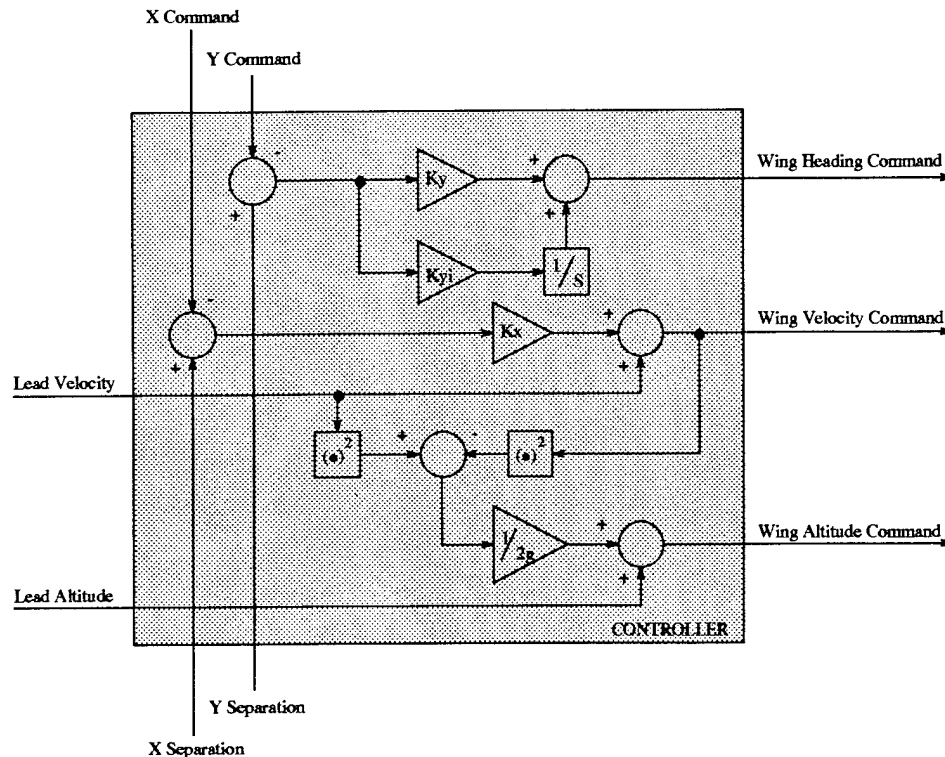 X Command
Y Command
-
+
Ky
+
+
Wing Heading Command
Kyi
1/S
-
+
Kx
+
+
Wing Velocity Command
Lead Velocity
(•)²
+
-
(•)²
1/2g
+
+
Wing Altitude Command
Lead Altitude
CONTROLLER
Y Separation
X Separation